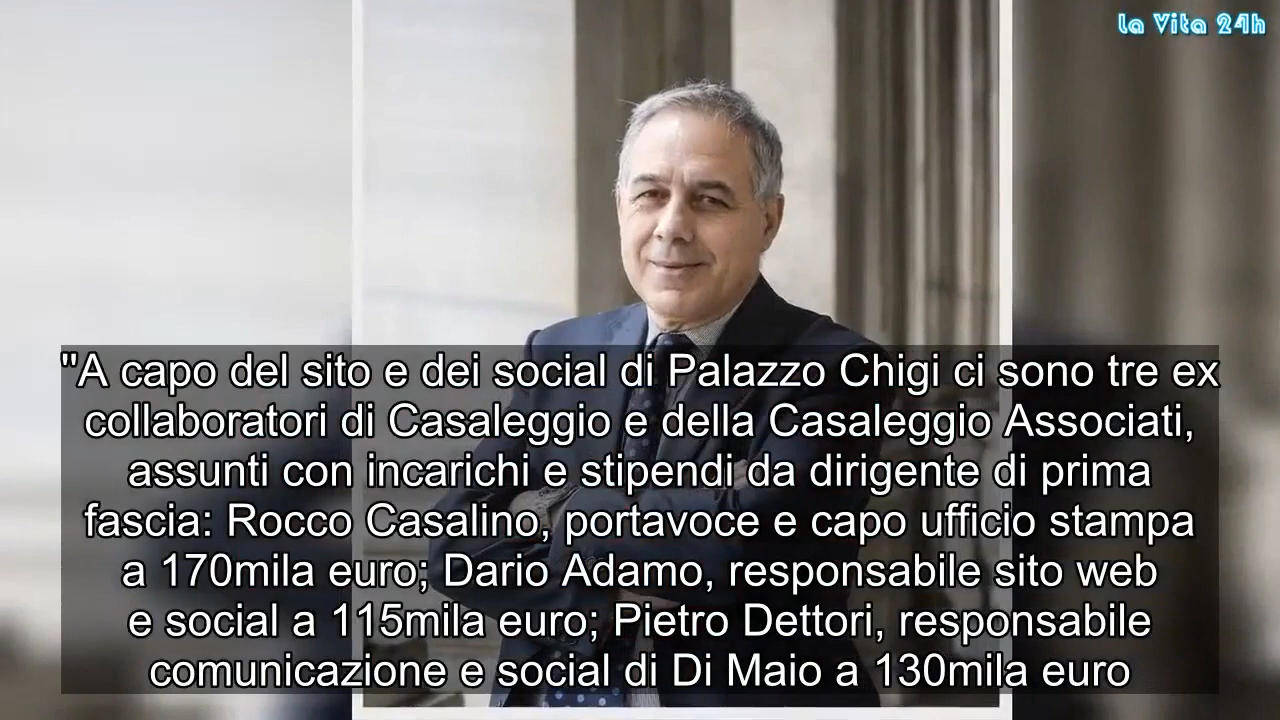 La Vita 24h
"A capo del sito e dei social di Palazzo Chigi ci sono tre ex
collaboratori di Casaleggio e della Casaleggio Associati,
assunti con incarichi e stipendi da dirigente di prima
fascia: Rocco Casalino, portavoce e capo ufficio stampa
a 170mila euro; Dario Adamo, responsabile sito web
e social a 115mila euro; Pietro Dettori, responsabile
comunicazione e social di Di Maio a 130mila euro